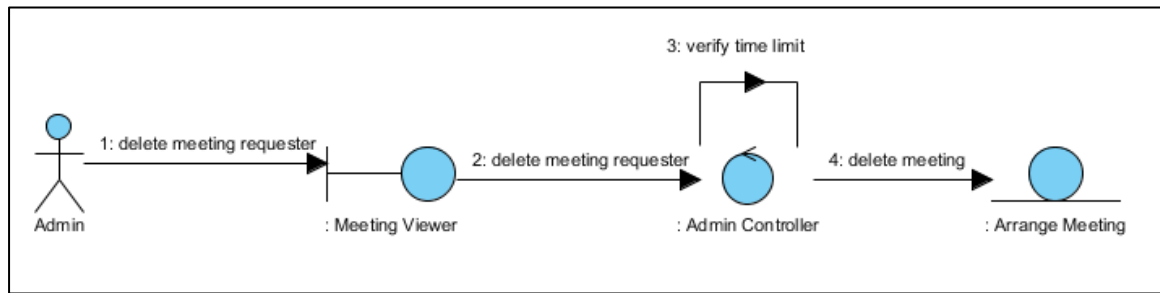 3: verify time limit
1: delete meeting requester
2: delete meeting requester
4: delete meeting
Admin
: Meeting Viewer
: Admin Controller
: Arrange Meeting